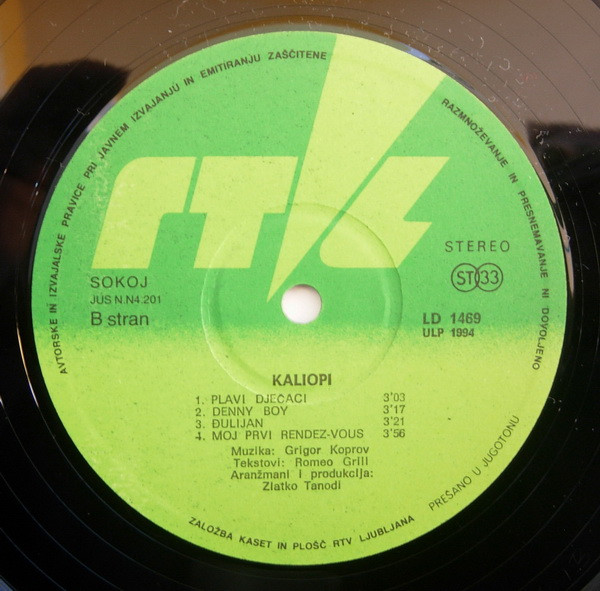 AVTORSKE IN IZVAJALSKE PRAVICE PRI JAVNEM IZVAJANJU IN EMITIRANJU ZAŠČITENE
RAZMNOŽEVANJE IN PRESNEMAVANJE NI DOVOLJENO
rtl
STEREO
SOKOJ
ST 33
JUS N.N4.201
B stran
LD 1469
ULP 1994
KALIOPI
1. PLAVI DJEČACI 3'03
2. DENNY BOY 3'17
3. ĐULIJAN 3'21
4. MOJ PRVI RENDEZ-VOUS 3'56
Muzika: Grigor Koprov
Tekstovi: Romeo Grill
Aranžmani i produkcija:
Zlatko Tanodi
PREŠANO U JUGOTONU
ZALOŽBA KASET IN PLOŠČ RTV LJUBLJANA